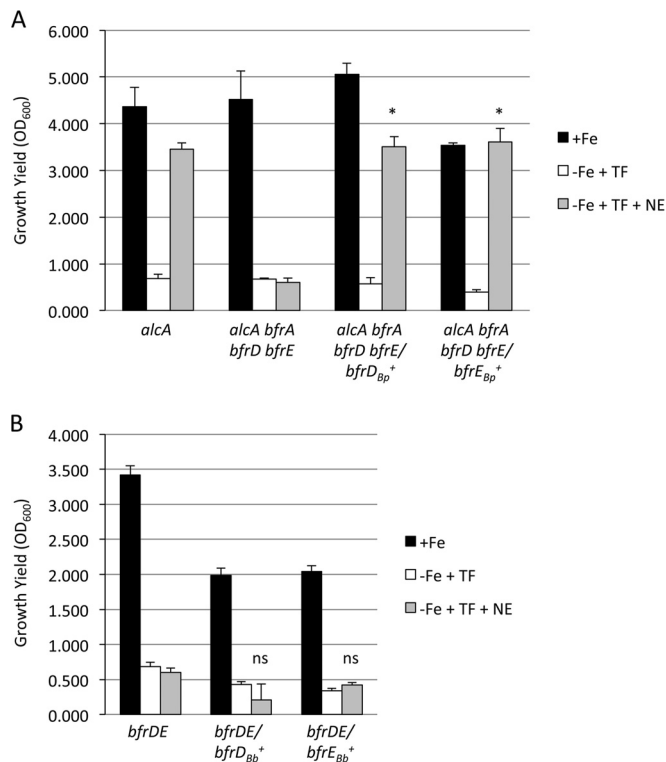 A
6.000
5.000
4.000
3.000
2.000
1.000
0.000
Growth Yield (OD600)
*
*
alcA
alcA bfrA
bfrD bfrE
alcA bfrA
bfrD bfrE/
bfrDBp+
alcA bfrA
bfrD bfrE/
bfrEBp+
+Fe
-Fe + TF
-Fe + TF + NE
B
4.000
3.500
3.000
2.500
2.000
1.500
1.000
0.500
0.000
Growth Yield (OD600)
ns
ns
bfrDE
bfrDE/
bfrDBb+
bfrDE/
bfrEBb+
+Fe
-Fe + TF
-Fe + TF + NE